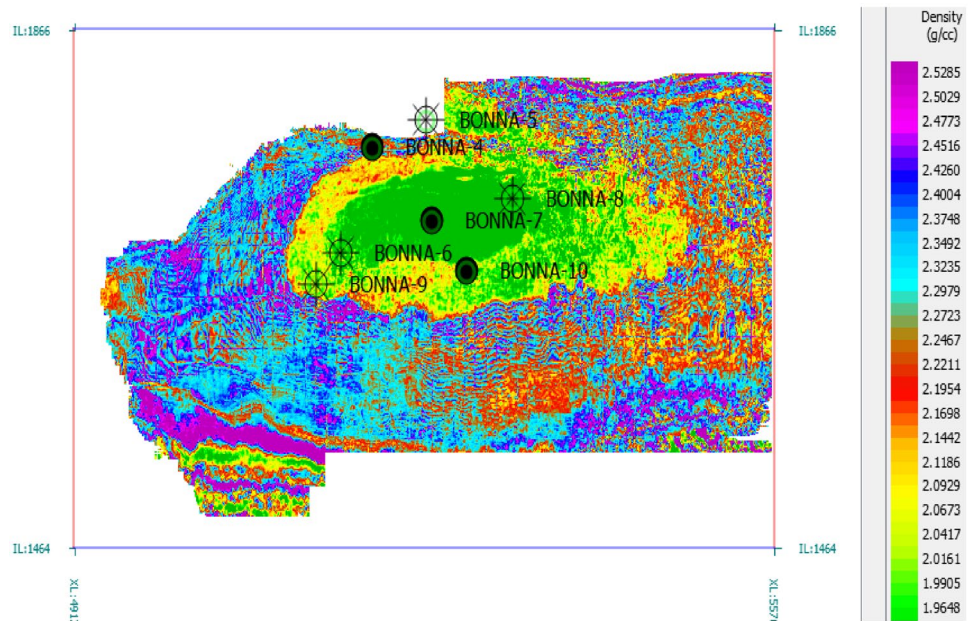 Density
(g/cc)
IL:1866
IL:1866
BONNA-5
BONNA-4
BONNA-8
BONNA-7
BONNA-6
BONNA-10
BONNA-9
IL:1464
IL:1464
2.5285
2.5029
2.4773
2.4516
2.4260
2.4004
2.3748
2.3492
2.3235
2.2979
2.2723
2.2467
2.2211
2.1954
2.1698
2.1442
2.1186
2.0929
2.0673
2.0417
2.0161
1.9905
1.9648